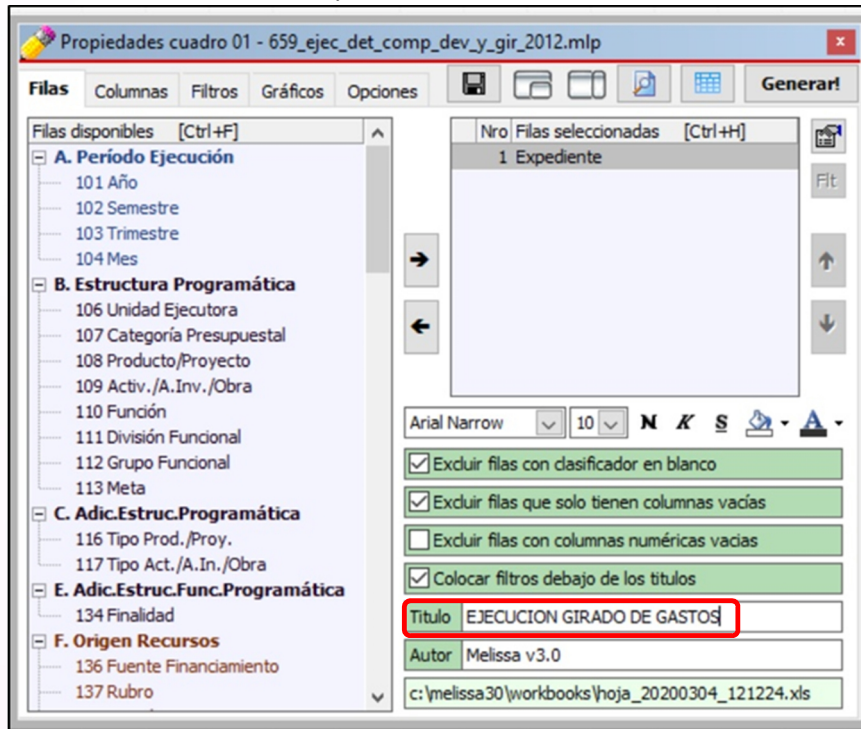 Propiedades cuadro 01 - 659_ejec_det_comp_dev_y_gir_2012.mlp
Filas Columnas Filtros Gráficos Opciones Generar!
Filas disponibles [Ctrl+F]
A. Período Ejecución
101 Año
102 Semestre
103 Trimestre
104 Mes
B. Estructura Programática
106 Unidad Ejecutora
107 Categoría Presupuestal
108 Producto/Proyecto
109 Activ./A.Inv./Obra
110 Función
111 División Funcional
112 Grupo Funcional
113 Meta
C. Adic.Estruc.Programática
116 Tipo Prod./Proy.
117 Tipo Act./A.In./Obra
E. Adic.Estruc.Func.Programática
134 Finalidad
F. Origen Recursos
136 Fuente Financiamiento
137 Rubro
Nro Filas seleccionadas [Ctrl+H]
1 Expediente
Flt
Arial Narrow 10 N K S A
Excluir filas con clasificador en blanco
Excluir filas que solo tienen columnas vacías
Excluir filas con columnas numéricas vacias
Colocar filtros debajo de los titulos
Titulo EJECUCION GIRADO DE GASTOS
Autor Melissa v3.0
c:\melissa30\workbooks\hoja_20200304_121224.xls